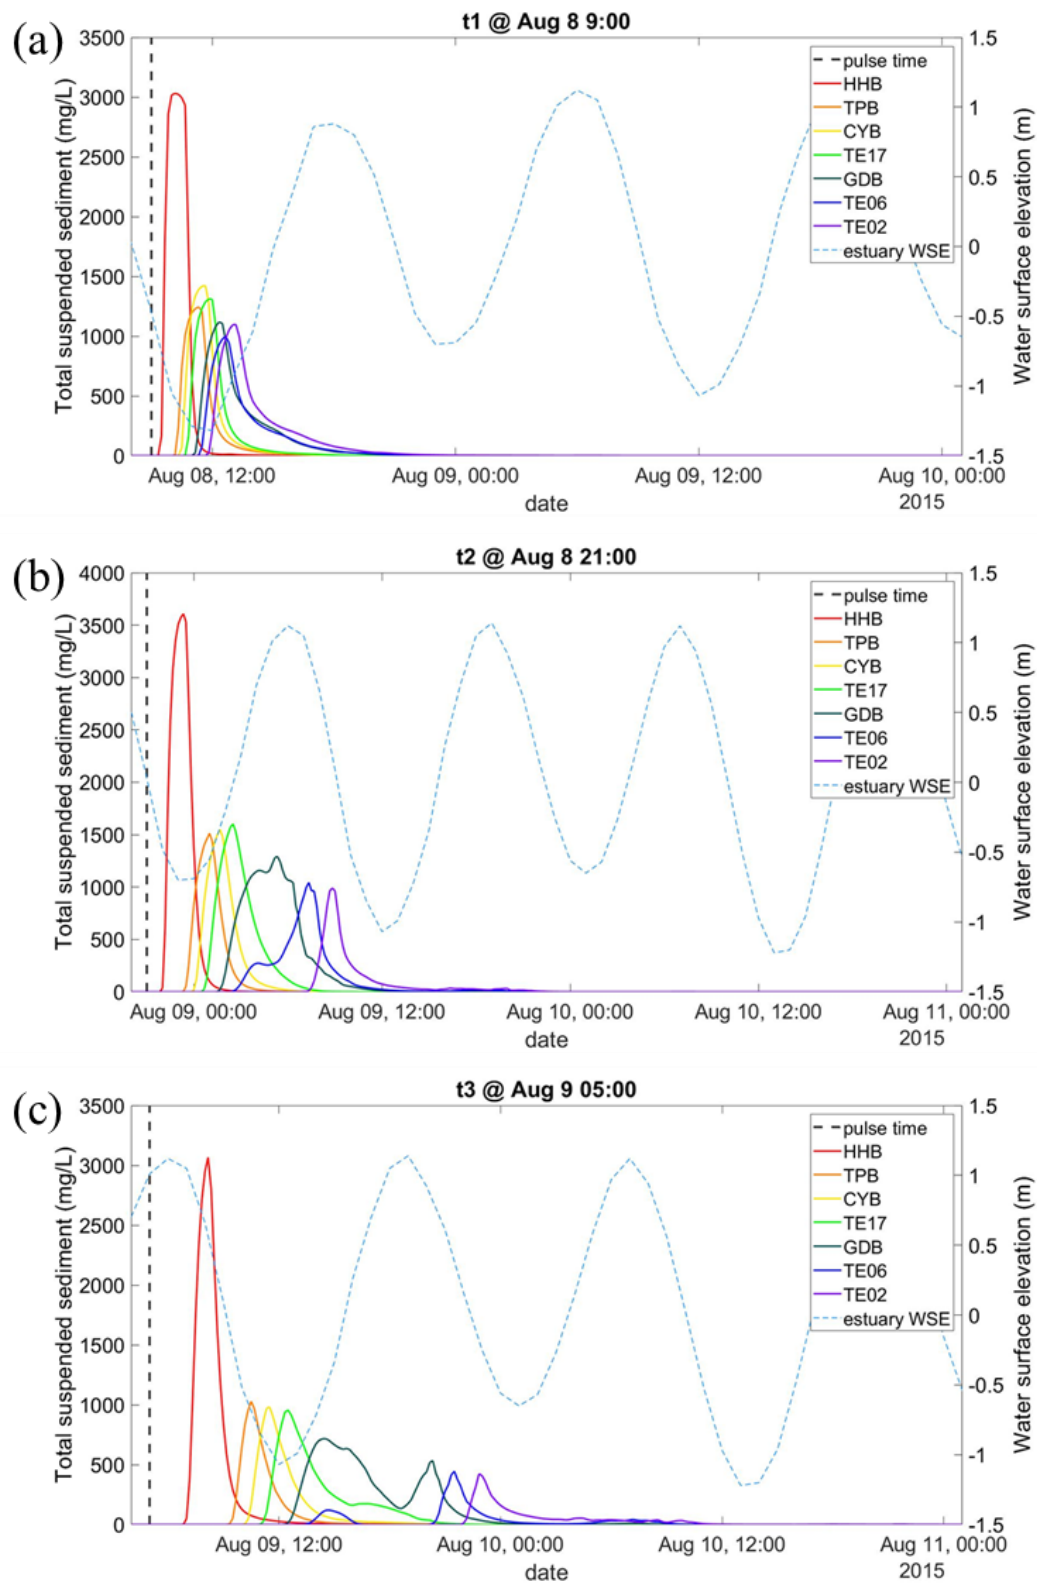 (a)
t1 @ Aug 8 9:00
3500
3000
2500
2000
1500
1000
500
0
Total suspended sediment (mg/L)
1.5
1
0.5
0
-0.5
-1
-1.5
Water surface elevation (m)
pulse time
HHB
TPB
CYB
TE17
GDB
TE06
TE02
estuary WSE
Aug 08, 12:00
Aug 09, 00:00
Aug 09, 12:00
Aug 10, 00:00
2015
date
(b)
t2 @ Aug 8 21:00
4000
3500
3000
2500
2000
1500
1000
500
0
Total suspended sediment (mg/L)
1.5
1
0.5
0
-0.5
-1
-1.5
Water surface elevation (m)
pulse time
HHB
TPB
CYB
TE17
GDB
TE06
TE02
estuary WSE
Aug 09, 00:00
Aug 09, 12:00
Aug 10, 00:00
Aug 10, 12:00
Aug 11, 00:00
2015
date
(c)
t3 @ Aug 9 05:00
3500
3000
2500
2000
1500
1000
500
0
Total suspended sediment (mg/L)
1.5
1
0.5
0
-0.5
-1
-1.5
Water surface elevation (m)
pulse time
HHB
TPB
CYB
TE17
GDB
TE06
TE02
estuary WSE
Aug 09, 12:00
Aug 10, 00:00
Aug 10, 12:00
Aug 11, 00:00
2015
date